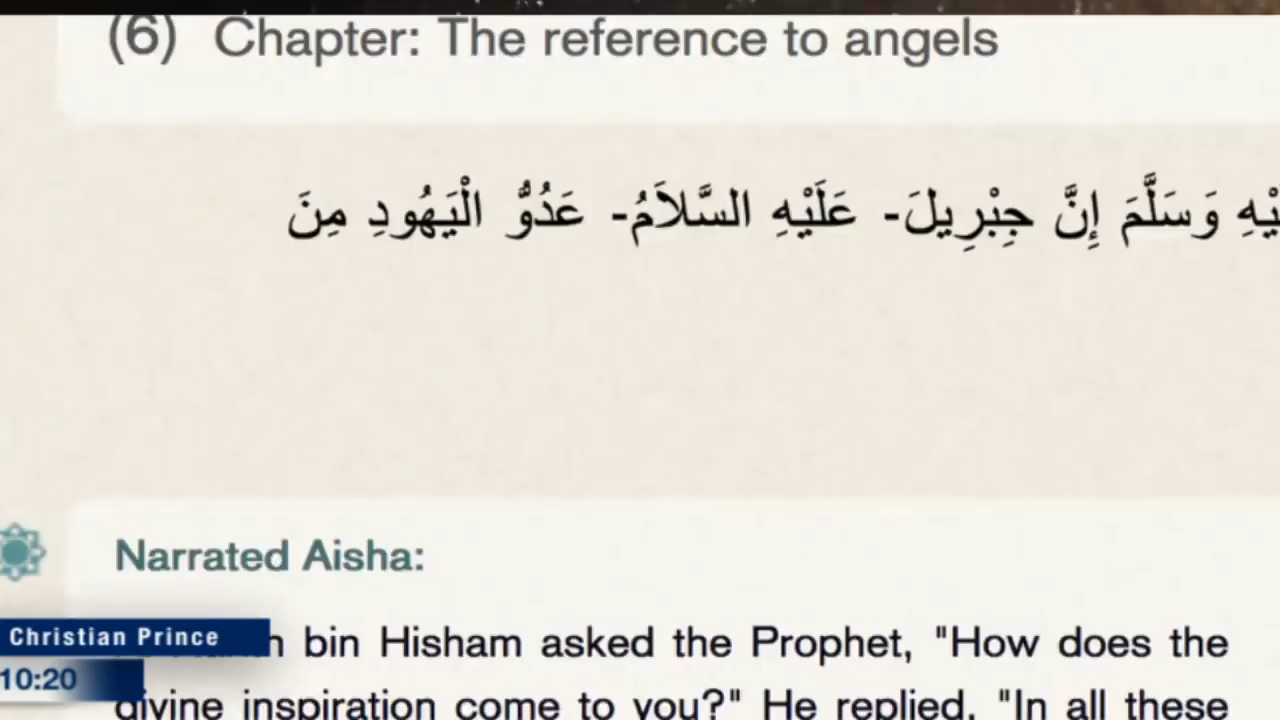 (6) Chapter: The reference to angels
وَسَلَّمَ إِنَّ جِبْرِيلَ - عَلَيْهِ السَّلاَمُ - عَدُوُّ الْيَهُودِ مِنَ
Narrated Aisha:
bin Hisham asked the Prophet, "How does the
Christian Prince
10:20
divine inspiration come to you?" He replied, "In all these